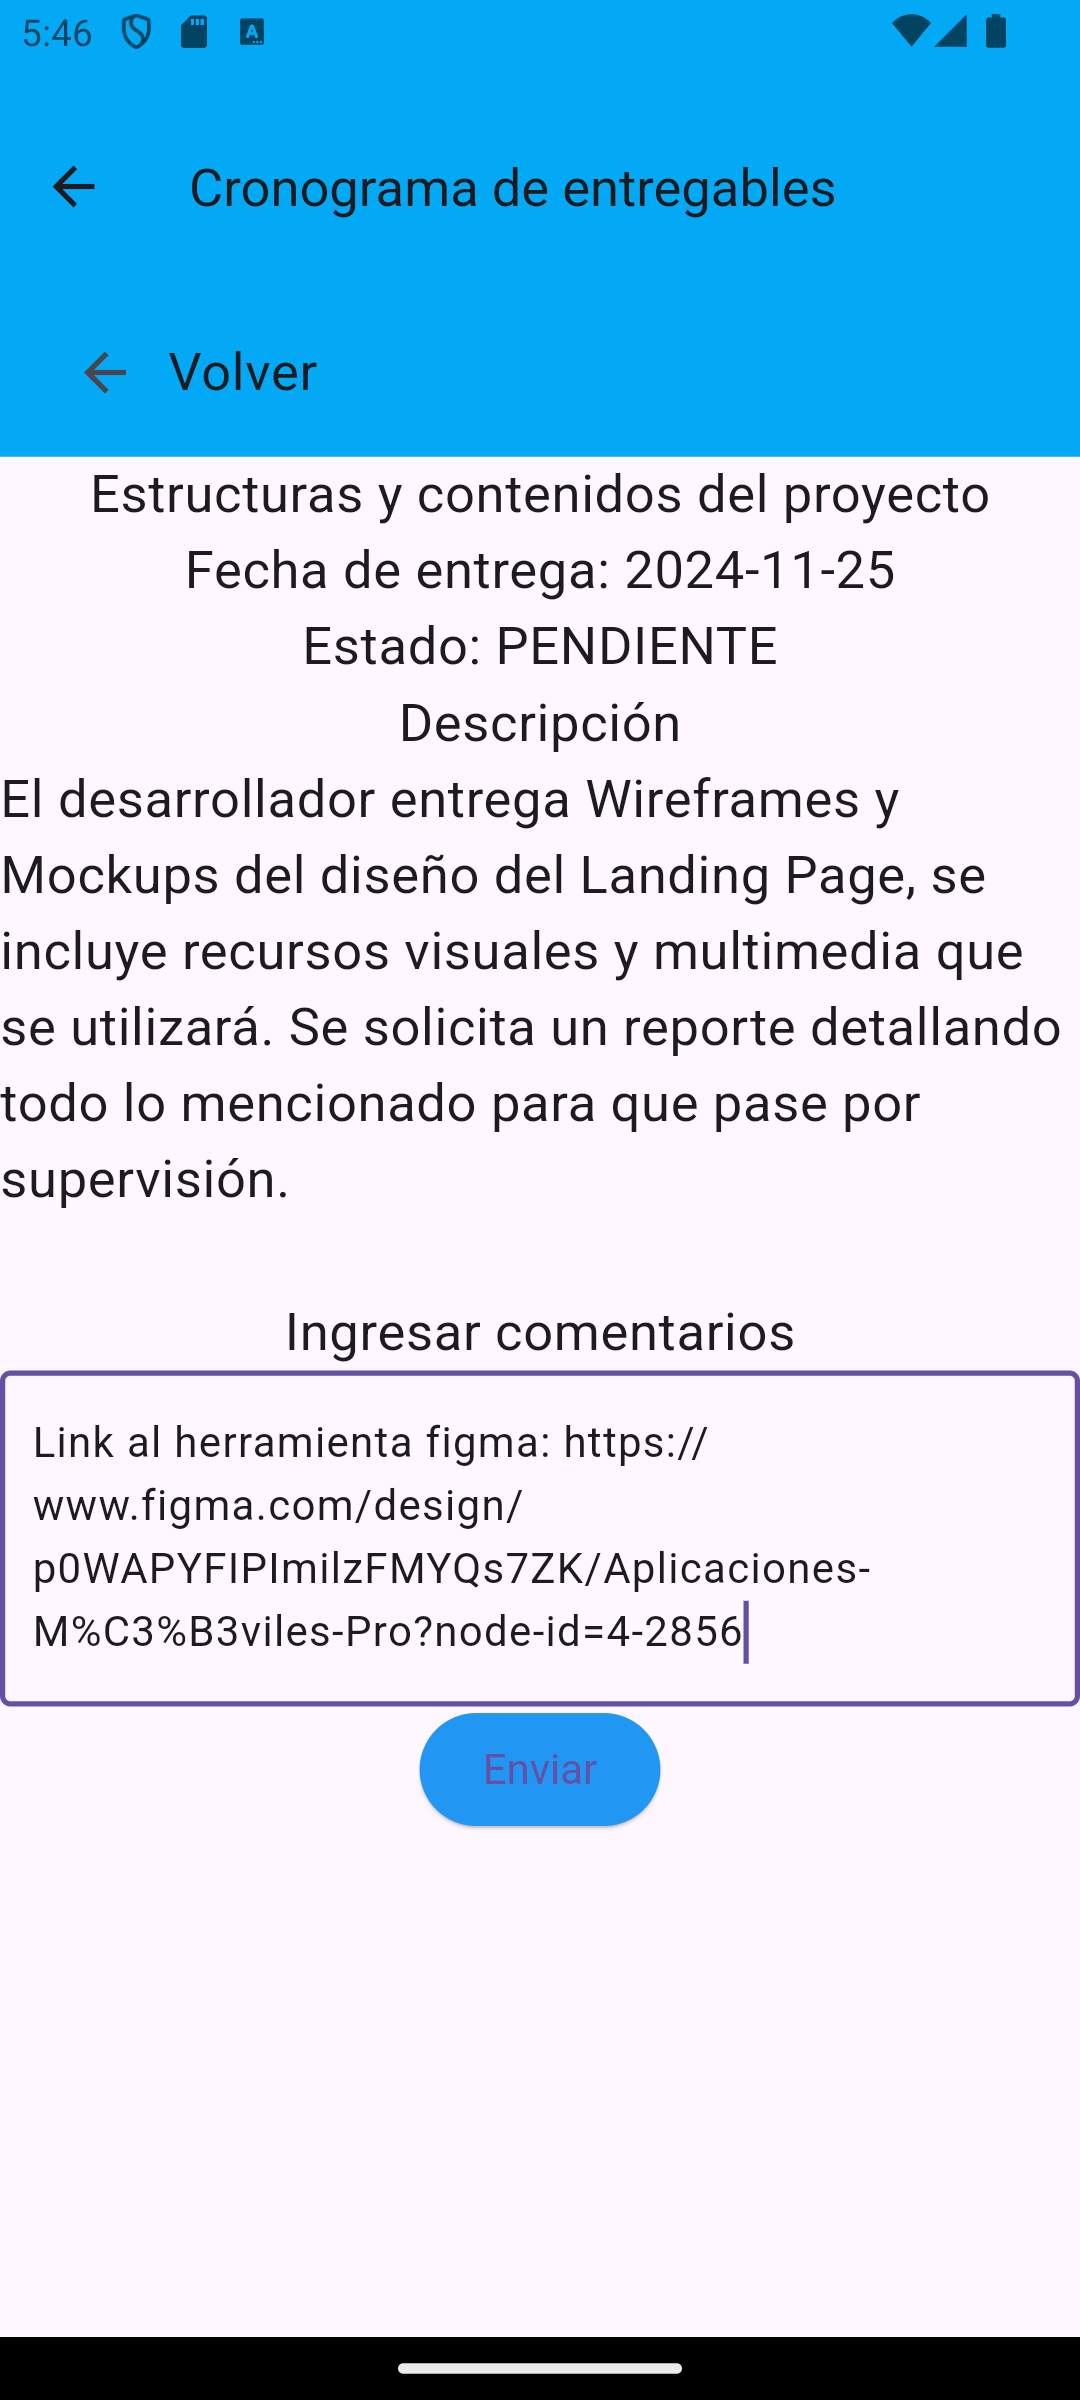 5:46
Cronograma de entregables
Volver
Estructuras y contenidos del proyecto
Fecha de entrega: 2024-11-25
Estado: PENDIENTE
Descripción
El desarrollador entrega Wireframes y
Mockups del diseño del Landing Page, se
incluye recursos visuales y multimedia que
se utilizará. Se solicita un reporte detallando
todo lo mencionado para que pase por
supervisión.
Ingresar comentarios
Link al herramienta figma: https://
www.figma.com/design/
p0WAPYFIPImilzFMYQs7ZK/Aplicaciones-
M%C3%B3viles-Pro?node-id=4-2856
Enviar